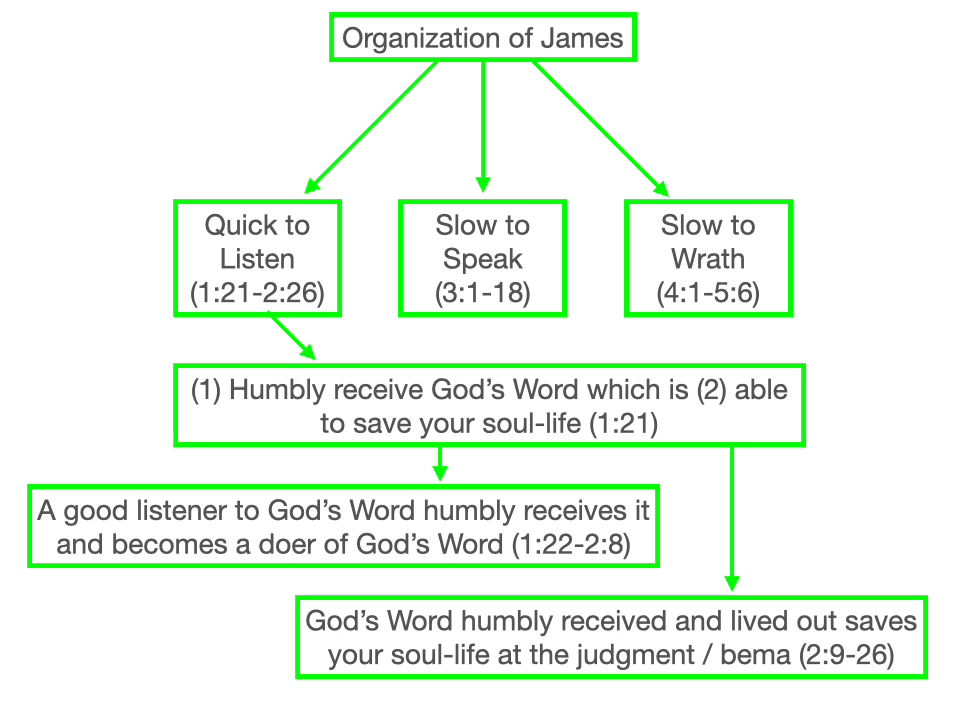 Organization of James
Quick to
Listen
(1:21-2:26)
Slow to
Speak
(3:1-18)
Slow to
Wrath
(4:1-5:6)
(1) Humbly receive God’s Word which is (2) able
to save your soul-life (1:21)
A good listener to God’s Word humbly receives it
and becomes a doer of God’s Word (1:22-2:8)
God’s Word humbly received and lived out saves
your soul-life at the judgment / bema (2:9-26)